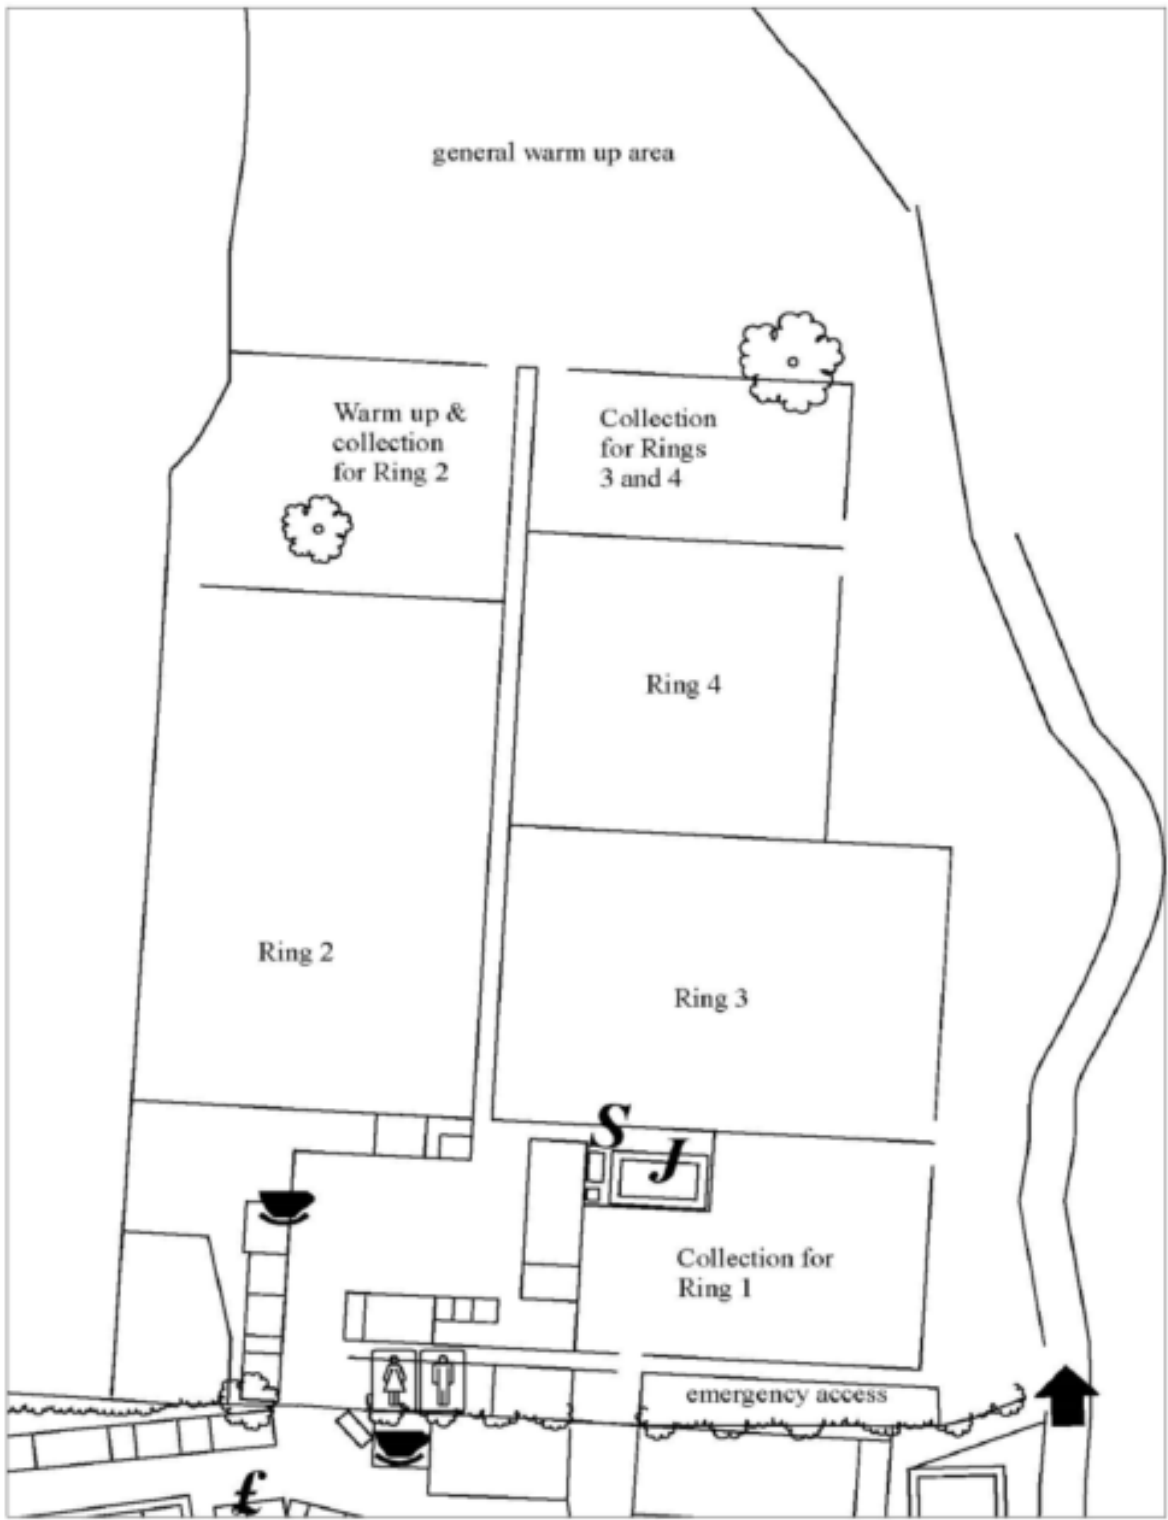 general warm up area
Warm up &
collection
for Ring 2
Collection
for Rings
3 and 4
Ring 4
Ring 2
Ring 3
S
J
Collection for
Ring 1
emergency access
£